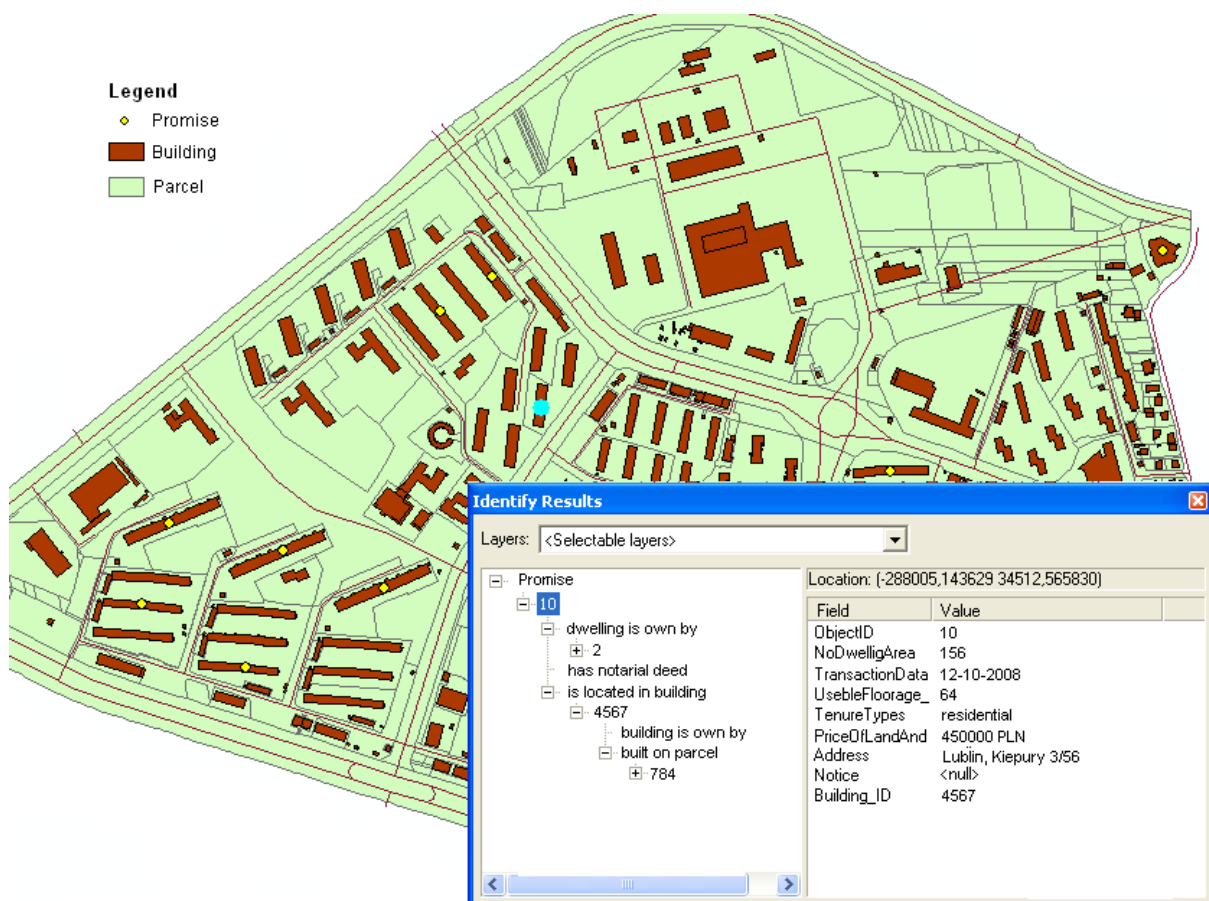 Legend
Promise
Building
Parcel
Identify Results
Layers: <Selectable layers>
Promise
10
dwelling is own by
2
has notarial deed
is located in building
4567
building is own by
built on parcel
784
Location: (-288005,143629 34512,565830)
Field Value
ObjectID 10
NoDwelligArea 156
TransactionData 12-10-2008
UsebleFloorage_ 64
TenureTypes residential
PriceOfLandAnd 450000 PLN
Address Lublin, Kiepury 3/56
Notice <null>
Building_ID 4567